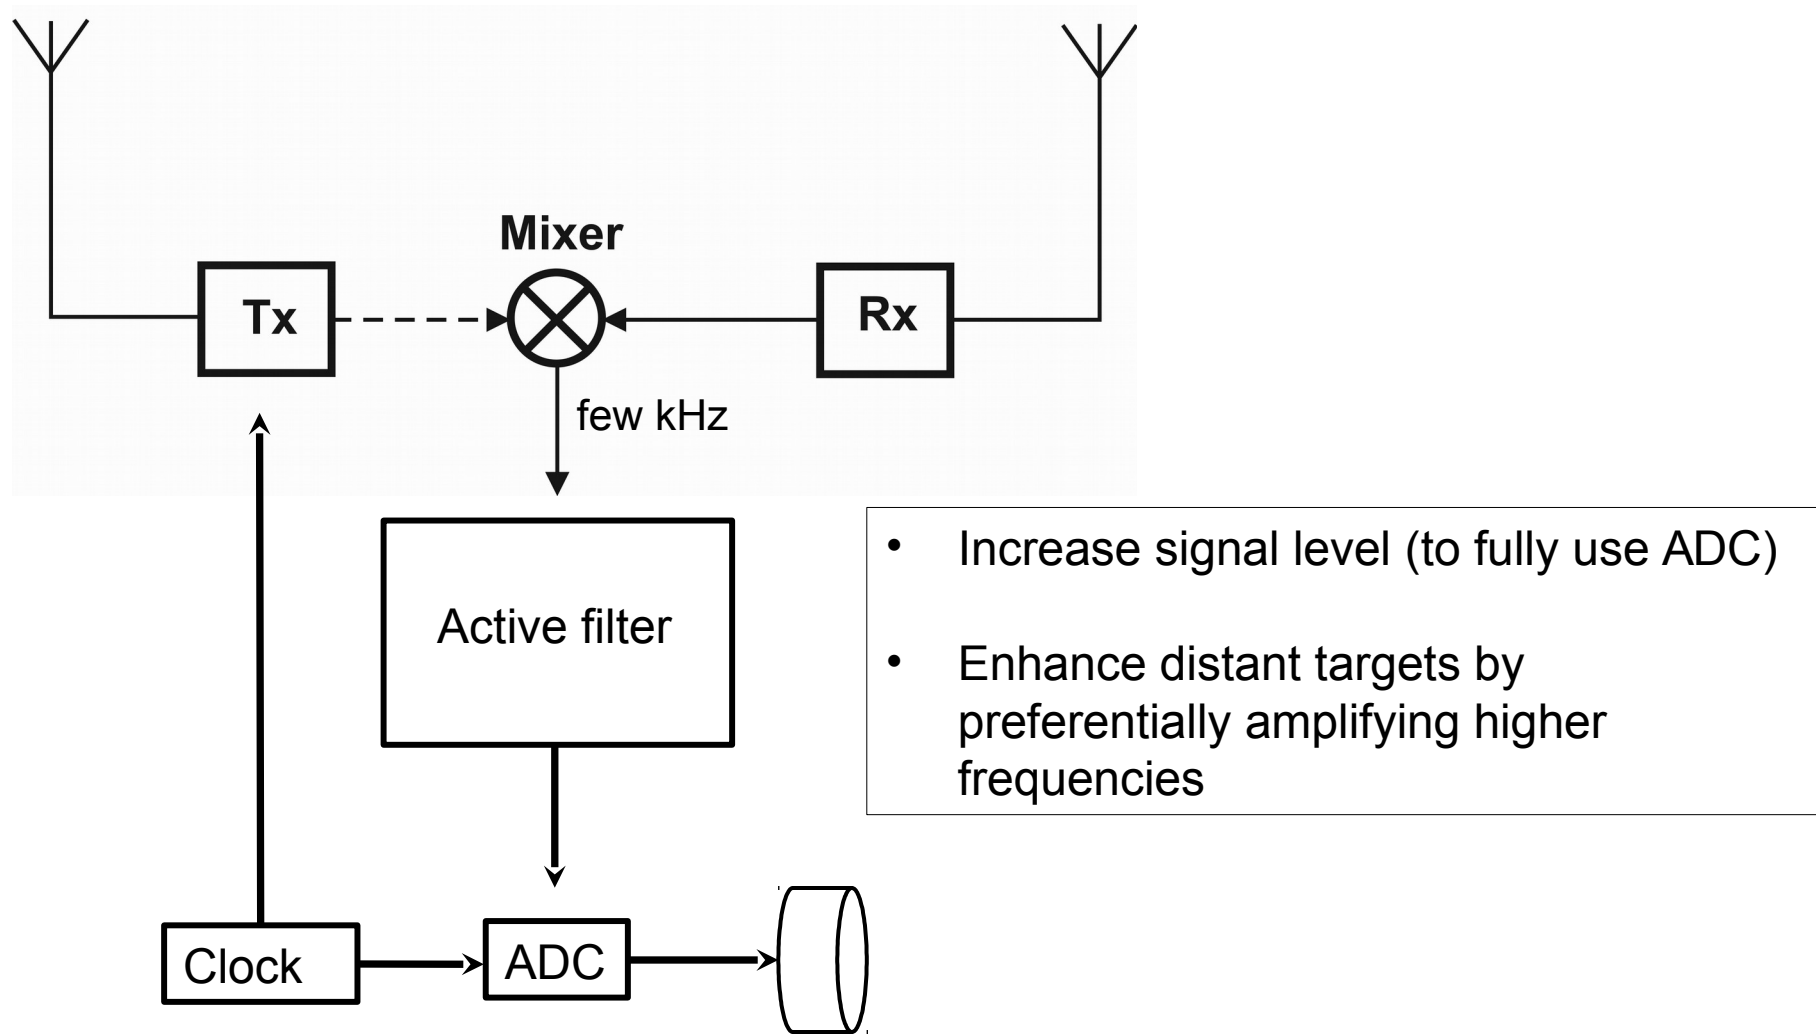 Mixer
Tx
Rx
few kHz
Active filter
• Increase signal level (to fully use ADC)
• Enhance distant targets by
preferentially amplifying higher
frequencies
Clock
ADC